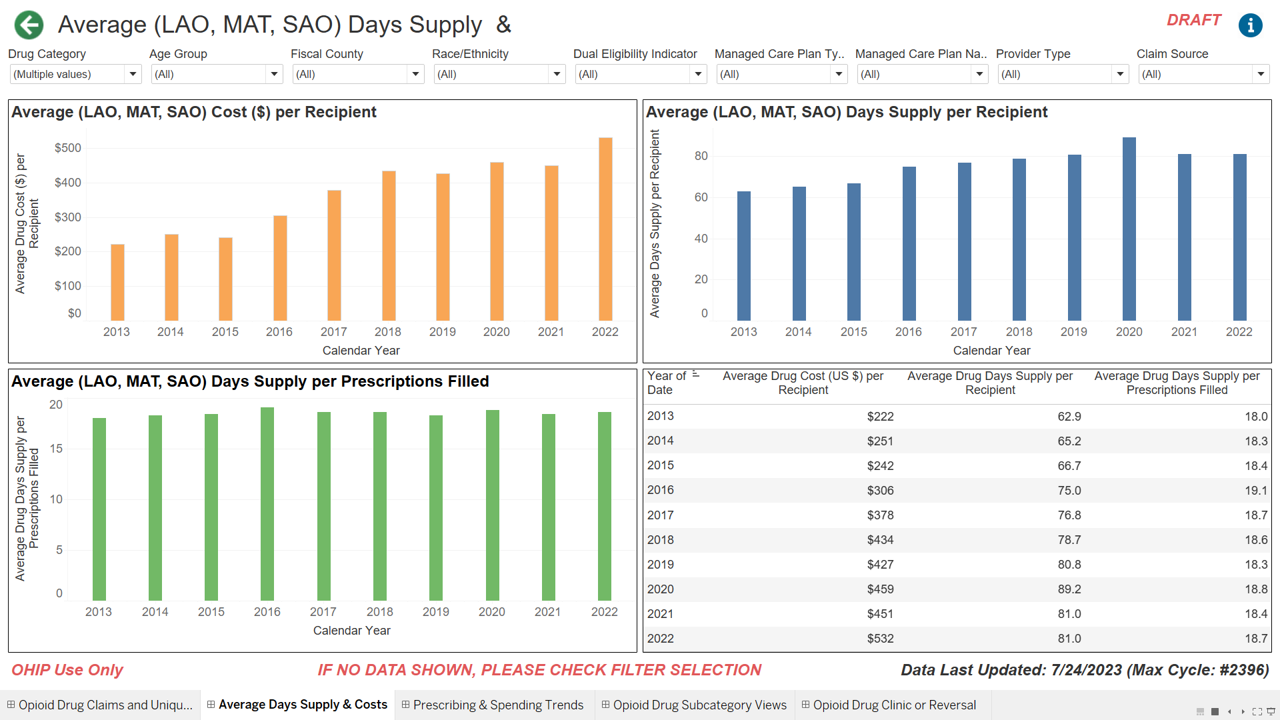 Average (LAO, MAT, SAO) Days Supply &
DRAFT
i
Drug Category
Age Group
Fiscal County
Race/Ethnicity
Dual Eligibility Indicator
Managed Care Plan Ty..
Managed Care Plan Na..
Provider Type
Claim Source
(Multiple values)
(All)
(All)
(All)
(All)
(All)
(All)
(All)
(All)
Average (LAO, MAT, SAO) Cost ($) per Recipient
Average Drug Cost ($) per
Recipient
$500
$400
$300
$200
$100
$0
2013 2014 2015 2016 2017 2018 2019 2020 2021 2022
Calendar Year
Average (LAO, MAT, SAO) Days Supply per Recipient
Average Days Supply per Recipient
80
60
40
20
0
2013 2014 2015 2016 2017 2018 2019 2020 2021 2022
Calendar Year
Average (LAO, MAT, SAO) Days Supply per Prescriptions Filled
Average Drug Days Supply per
Prescriptions Filled
20
15
10
5
0
2013 2014 2015 2016 2017 2018 2019 2020 2021 2022
Calendar Year
Year of Average Drug Cost (US $) per Average Drug Days Supply per Average Drug Days Supply per
Date Recipient Recipient Prescriptions Filled
2013 $222 62.9 18.0
2014 $251 65.2 18.3
2015 $242 66.7 18.4
2016 $306 75.0 19.1
2017 $378 76.8 18.7
2018 $434 78.7 18.6
2019 $427 80.8 18.3
2020 $459 89.2 18.8
2021 $451 81.0 18.4
2022 $532 81.0 18.7
OHIP Use Only
IF NO DATA SHOWN, PLEASE CHECK FILTER SELECTION
Data Last Updated: 7/24/2023 (Max Cycle: #2396)
Opioid Drug Claims and Uniqu...
Average Days Supply & Costs
Prescribing & Spending Trends
Opioid Drug Subcategory Views
Opioid Drug Clinic or Reversal